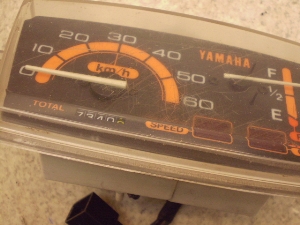 30
20 40
10 50
0 60
km/h
YAMAHA
F
1/2
E
TOTAL
SPEED